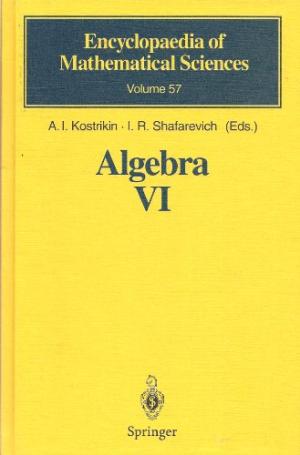 Encyclopaedia of
Mathematical Sciences
Volume 57
A. I. Kostrikin · I. R. Shafarevich (Eds.)
Algebra
VI
Springer